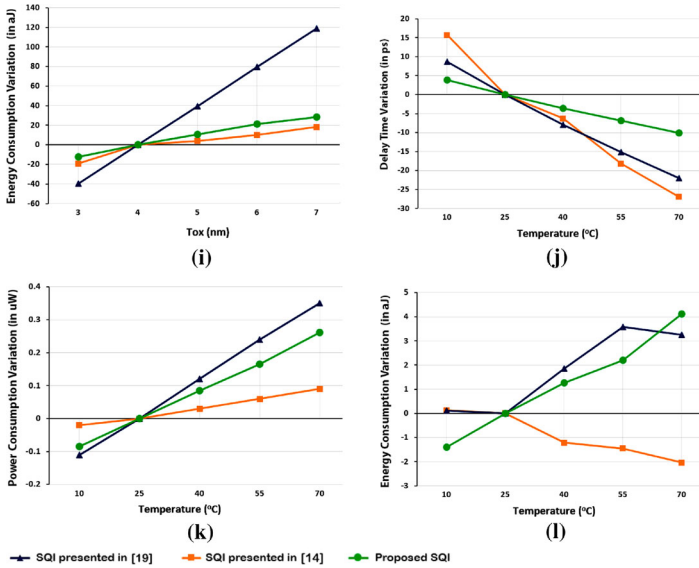 Energy Consumption Variation (in aJ)
140
120
100
80
60
40
20
0
-20
-40
-60
3 4 5 6 7
Tox (nm)
(i)
Delay Time Variation (in ps)
20
15
10
5
0
-5
-10
-15
-20
-25
-30
10 25 40 55 70
Temperature (°C)
(j)
Power Consumption Variation (in uW)
0.4
0.3
0.2
0.1
0
-0.1
-0.2
10 25 40 55 70
Temperature (°C)
(k)
Energy Consumption Variation (in aJ)
5
4
3
2
1
0
-1
-2
-3
10 25 40 55 70
Temperature (°C)
(l)
SQI presented in [19] SQI presented in [14] Proposed SQI